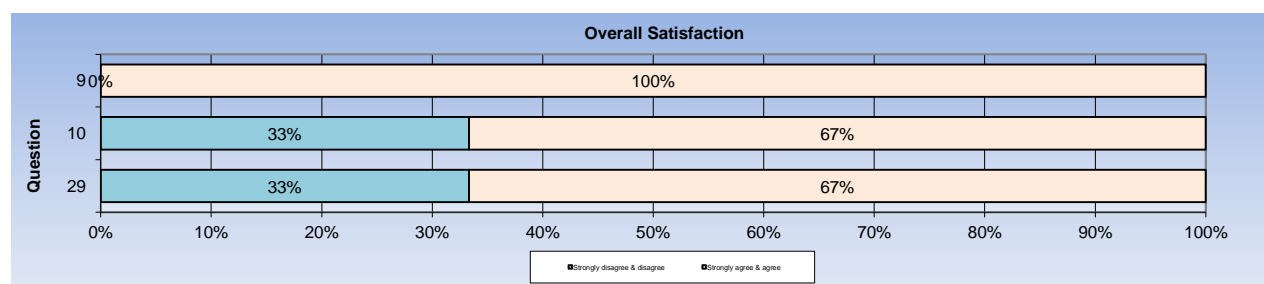 Overall Satisfaction
Question
9 0% 100%
10 33% 67%
29 33% 67%
0% 10% 20% 30% 40% 50% 60% 70% 80% 90% 100%
Strongly disagree & disagree Strongly agree & agree